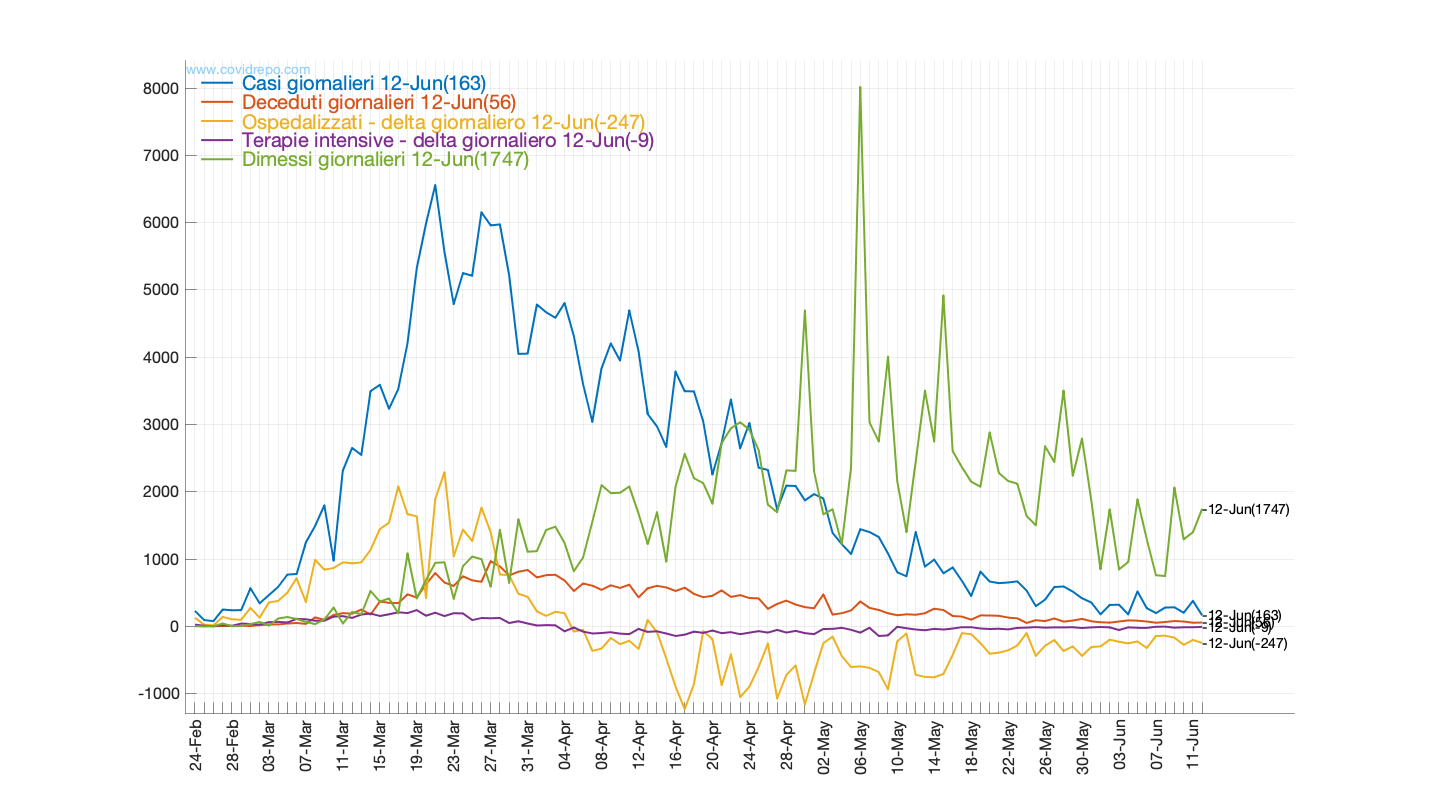 www.covidrepo.com
Casi giornalieri 12-Jun(163)
Deceduti giornalieri 12-Jun(56)
Ospedalizzati - delta giornaliero 12-Jun(-247)
Terapie intensive - delta giornaliero 12-Jun(-9)
Dimessi giornalieri 12-Jun(1747)
8000
7000
6000
5000
4000
3000
2000
1000
0
-1000
12-Jun(1747)
12-Jun(163)
12-Jun(56)
12-Jun(-9)
12-Jun(-247)
24-Feb
28-Feb
03-Mar
07-Mar
11-Mar
15-Mar
19-Mar
23-Mar
27-Mar
31-Mar
04-Apr
08-Apr
12-Apr
16-Apr
20-Apr
24-Apr
28-Apr
02-May
06-May
10-May
14-May
18-May
22-May
26-May
30-May
03-Jun
07-Jun
11-Jun